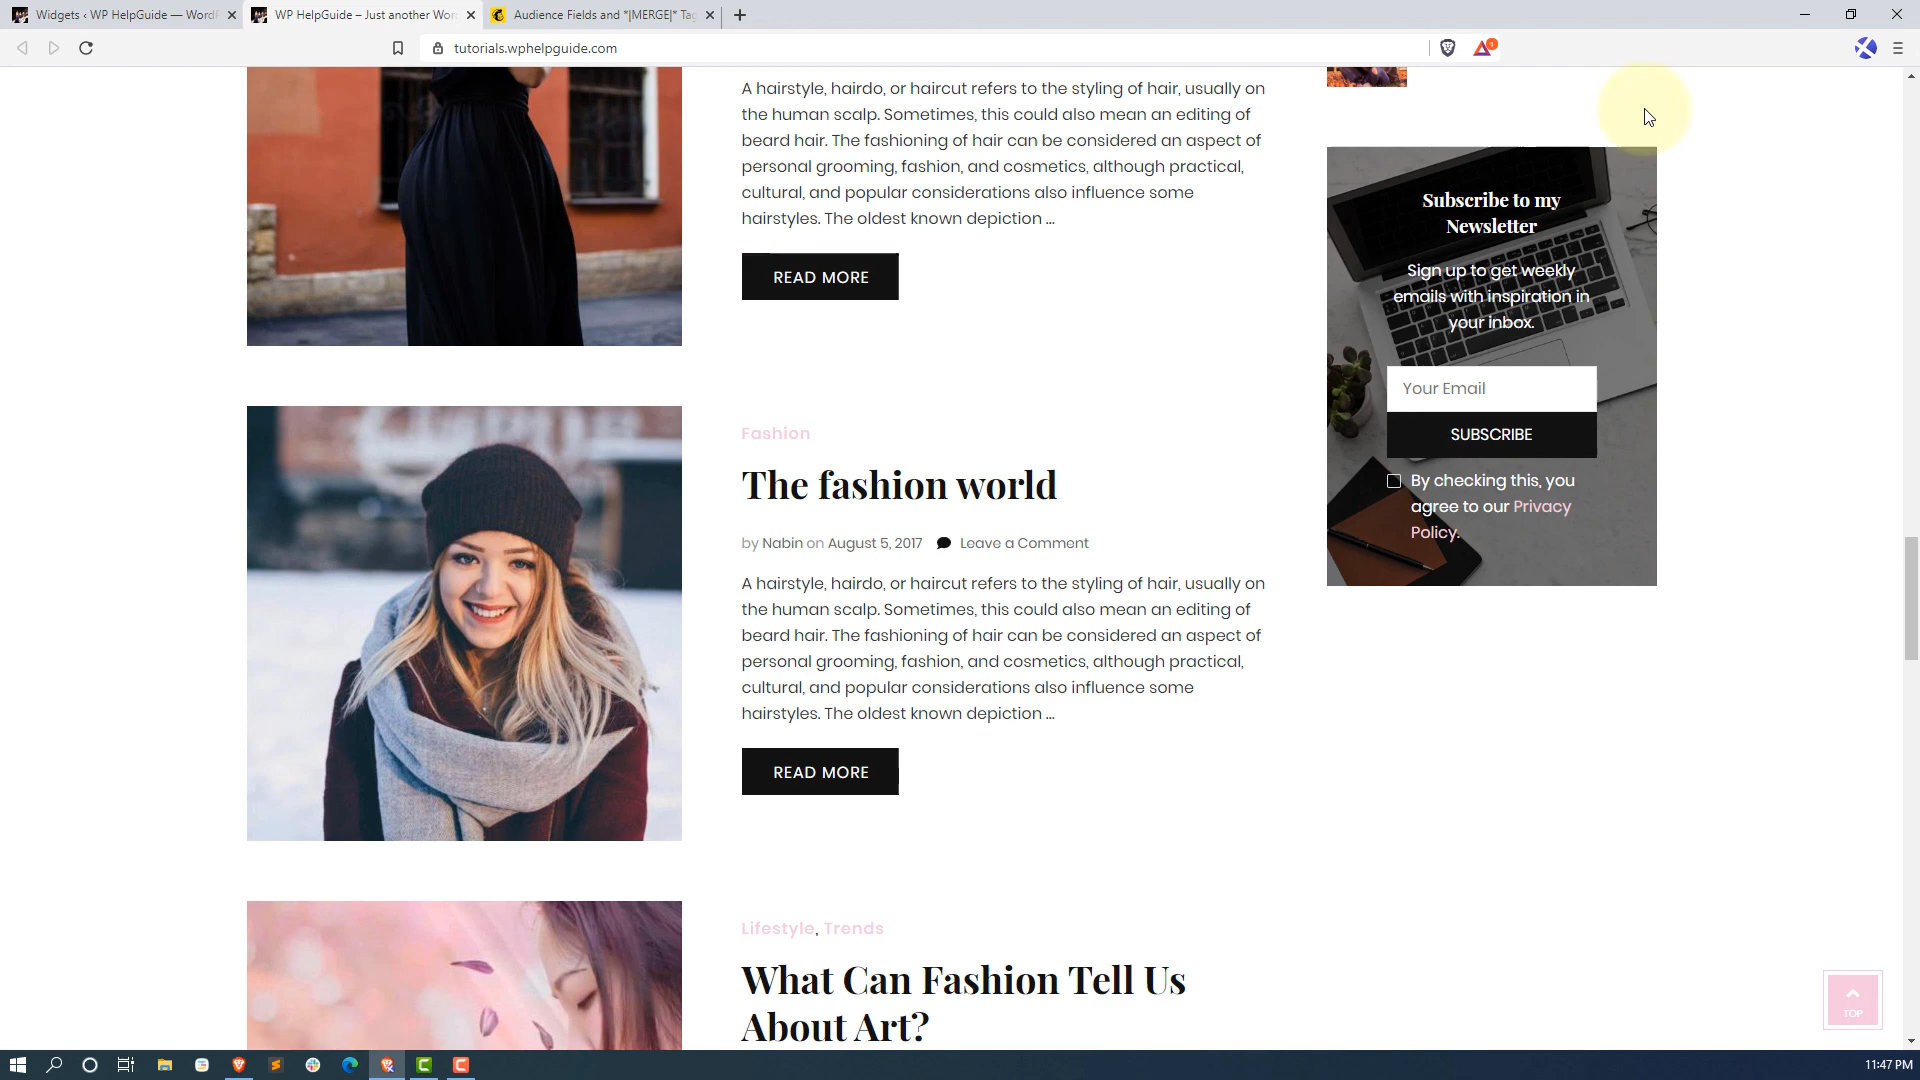 Widgets ‹ WP HelpGuide — WordP
WP HelpGuide – Just another Wor
Audience Fields and *|MERGE|* Ta
tutorials.wphelpguide.com
1
A hairstyle, hairdo, or haircut refers to the styling of hair, usually on
the human scalp. Sometimes, this could also mean an editing of
beard hair. The fashioning of hair can be considered an aspect of
personal grooming, fashion, and cosmetics, although practical,
cultural, and popular considerations also influence some
hairstyles. The oldest known depiction ...
READ MORE
Fashion
The fashion world
by Nabin on August 5, 2017 Leave a Comment
A hairstyle, hairdo, or haircut refers to the styling of hair, usually on
the human scalp. Sometimes, this could also mean an editing of
beard hair. The fashioning of hair can be considered an aspect of
personal grooming, fashion, and cosmetics, although practical,
cultural, and popular considerations also influence some
hairstyles. The oldest known depiction ...
READ MORE
Lifestyle, Trends
What Can Fashion Tell Us
About Art?
Subscribe to my
Newsletter
Sign up to get weekly
emails with inspiration in
your inbox.
Your Email
SUBSCRIBE
By checking this, you
agree to our Privacy
Policy.
TOP
11:47 PM